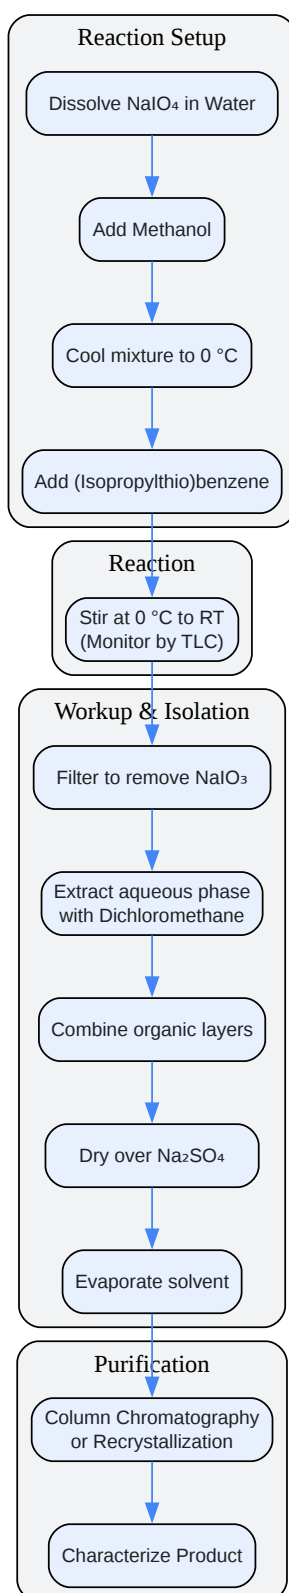 Reaction Setup
Dissolve NaIO₄ in Water
Add Methanol
Cool mixture to 0 °C
Add (Isopropylthio)benzene
Reaction
Stir at 0 °C to RT
(Monitor by TLC)
Workup & Isolation
Filter to remove NaIO₃
Extract aqueous phase
with Dichloromethane
Combine organic layers
Dry over Na₂SO₄
Evaporate solvent
Purification
Column Chromatography
or Recrystallization
Characterize Product